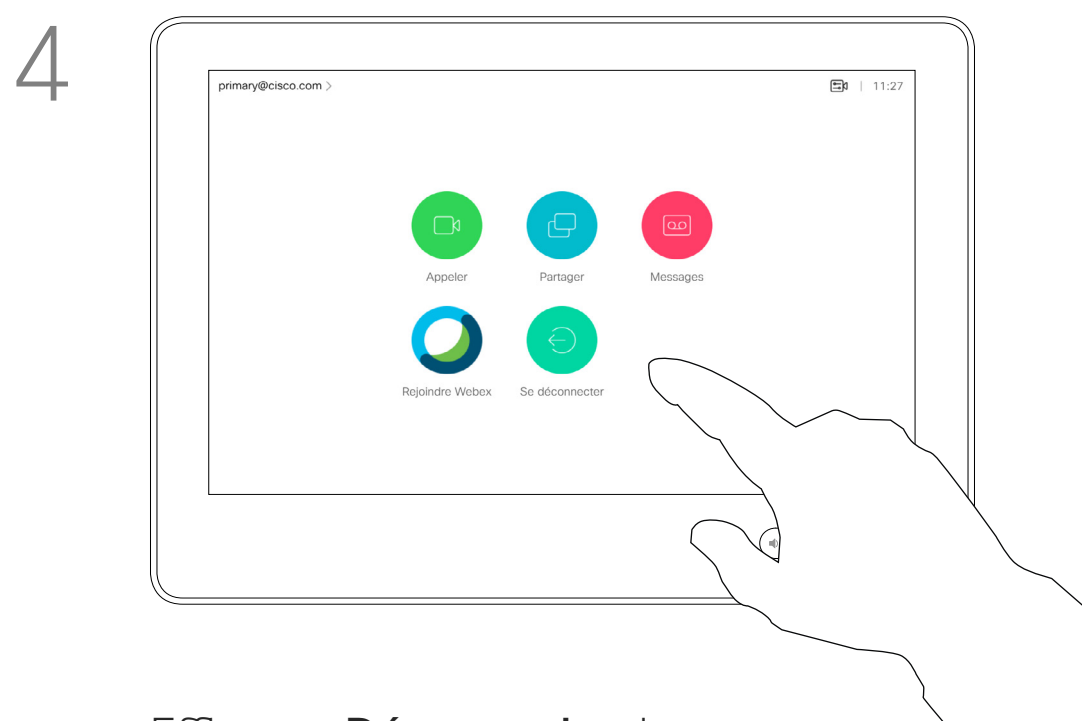 4
primary@cisco.com >
11:27
Appeler
Partager
Messages
Rejoindre Webex
Se déconnecter